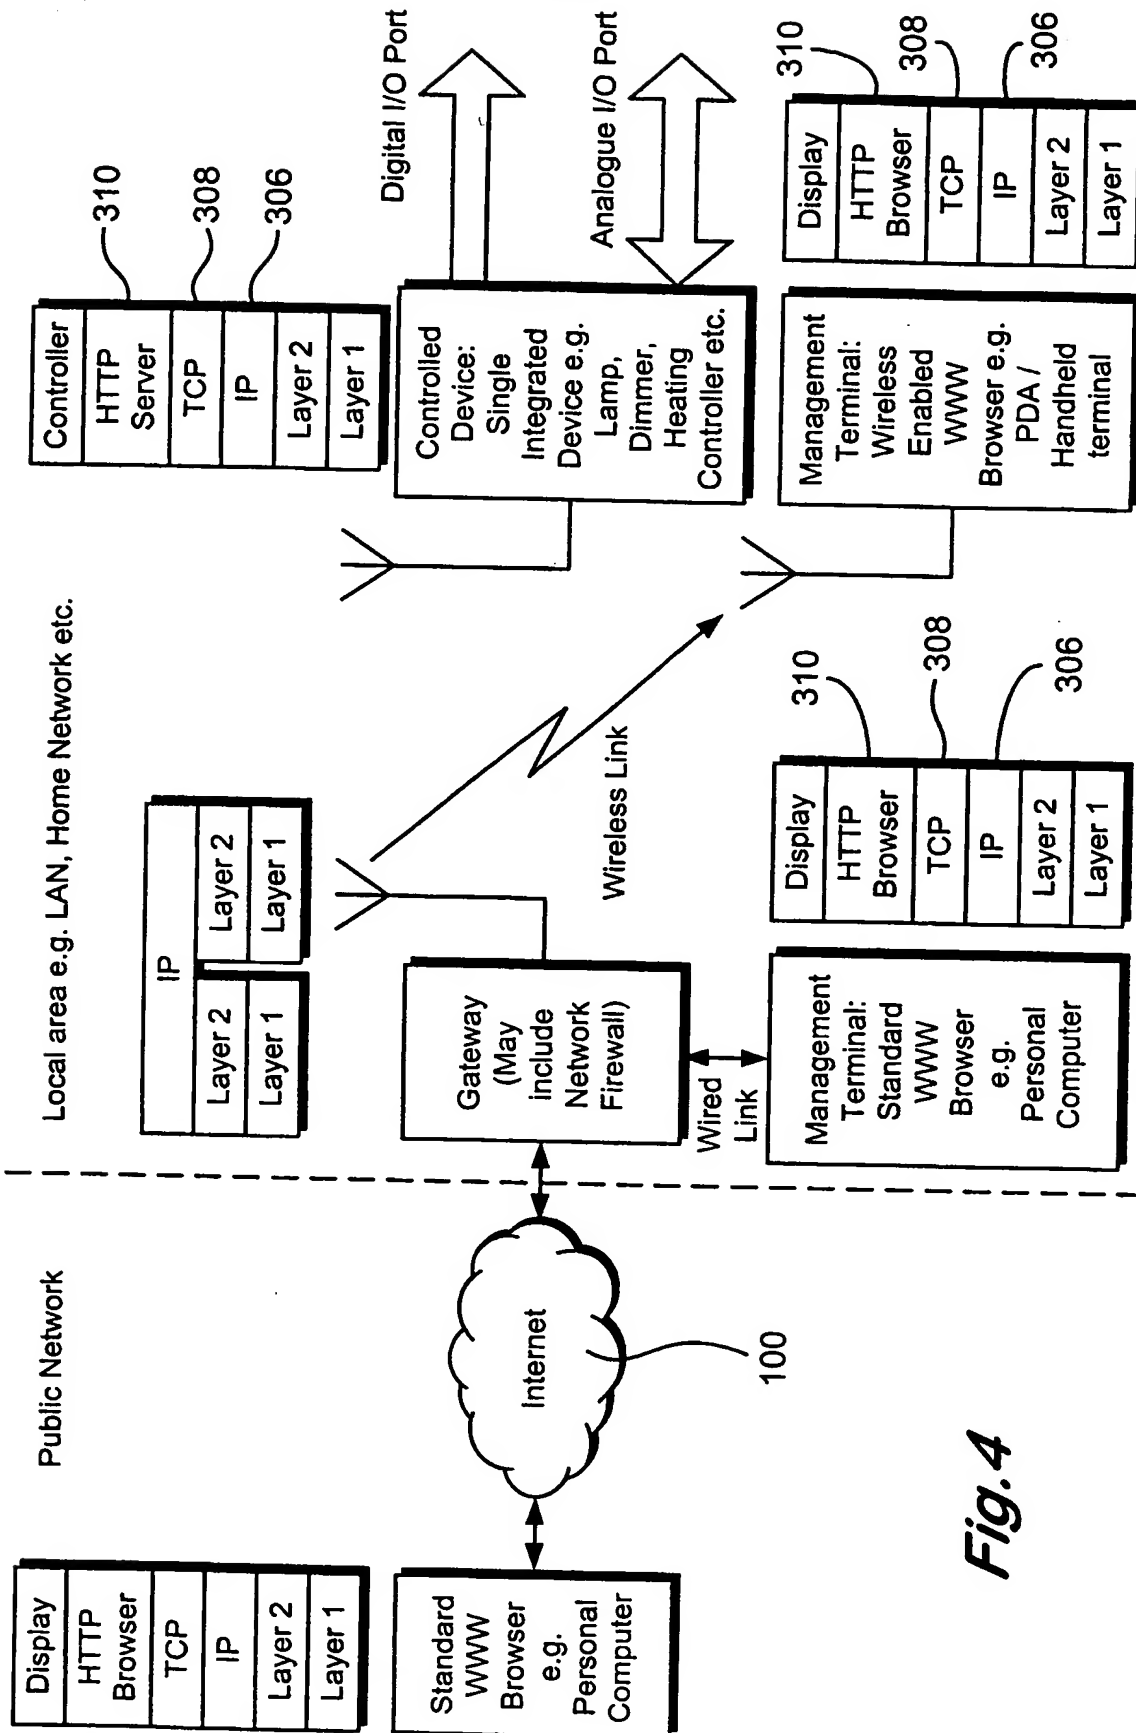 Public Network
Local area e.g. LAN, Home Network etc.
Display
HTTP
Browser
TCP
IP
Layer 2
Layer 1
Standard
WWW
Browser
e.g.
Personal
Computer
Internet
100
IP
Layer 2
Layer 2
Layer 1
Layer 1
Gateway
(May
include
Network
Firewall)
Wired
Link
Wireless Link
Management
Terminal:
Standard
WWW
Browser
e.g.
Personal
Computer
Display
HTTP
Browser
TCP
IP
Layer 2
Layer 1
310
308
306
Controller
HTTP
Server
TCP
IP
Layer 2
Layer 1
310
308
306
Controlled
Device:
Single
Integrated
Device e.g.
Lamp,
Dimmer,
Heating
Controller etc.
Digital I/O Port
Analogue I/O Port
Management
Terminal:
Wireless
Enabled
WWW
Browser e.g.
PDA /
Handheld
terminal
Display
HTTP
Browser
TCP
IP
Layer 2
Layer 1
310
308
306
Fig.4